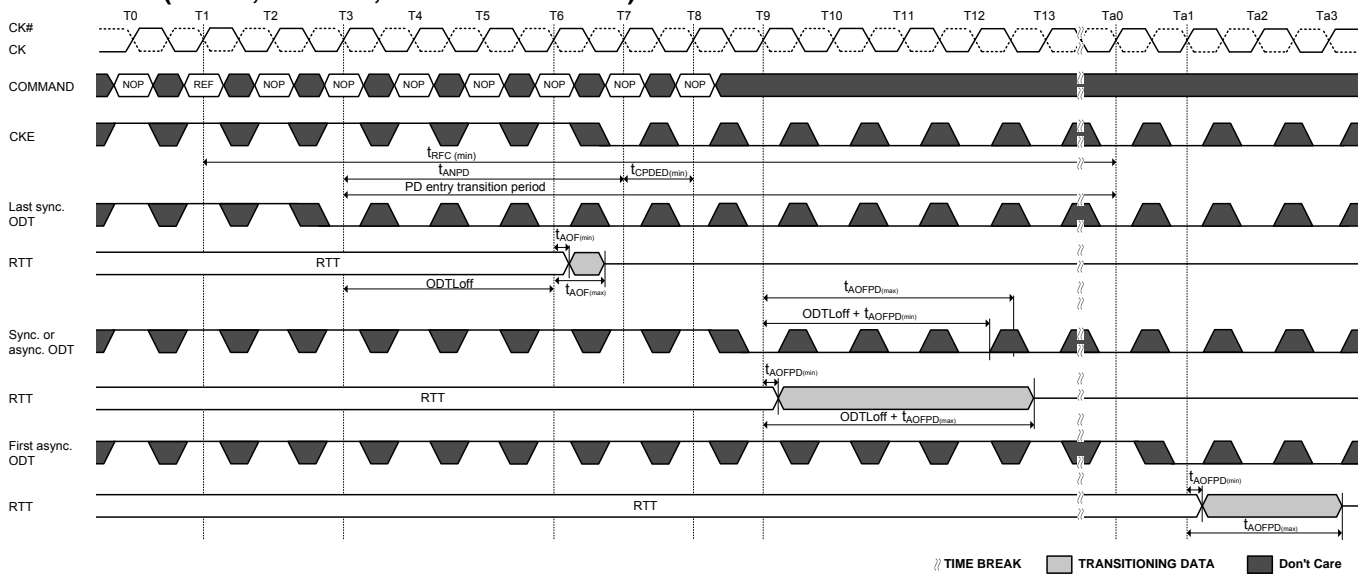 T0 T1 T2 T3 T4 T5 T6 T7 T8 T9 T10 T11 T12 T13 Ta0 Ta1 Ta2 Ta3
CK#
CK
COMMAND
NOP REF NOP NOP NOP NOP NOP NOP NOP
CKE
tRFC (min)
tANPD tCPDED(min)
PD entry transition period
Last sync.
ODT
tAOF(min)
RTT RTT
ODTLoff tAOF(max)
tAOFPD(max)
ODTLoff + tAOFPD(min)
Sync. or
async. ODT
tAOFPD(min)
RTT RTT
ODTLoff + tAOFPD(max)
First async.
ODT
tAOFPD(min)
RTT RTT
tAOFPD(max)
TIME BREAK TRANSITIONING DATA Don't Care